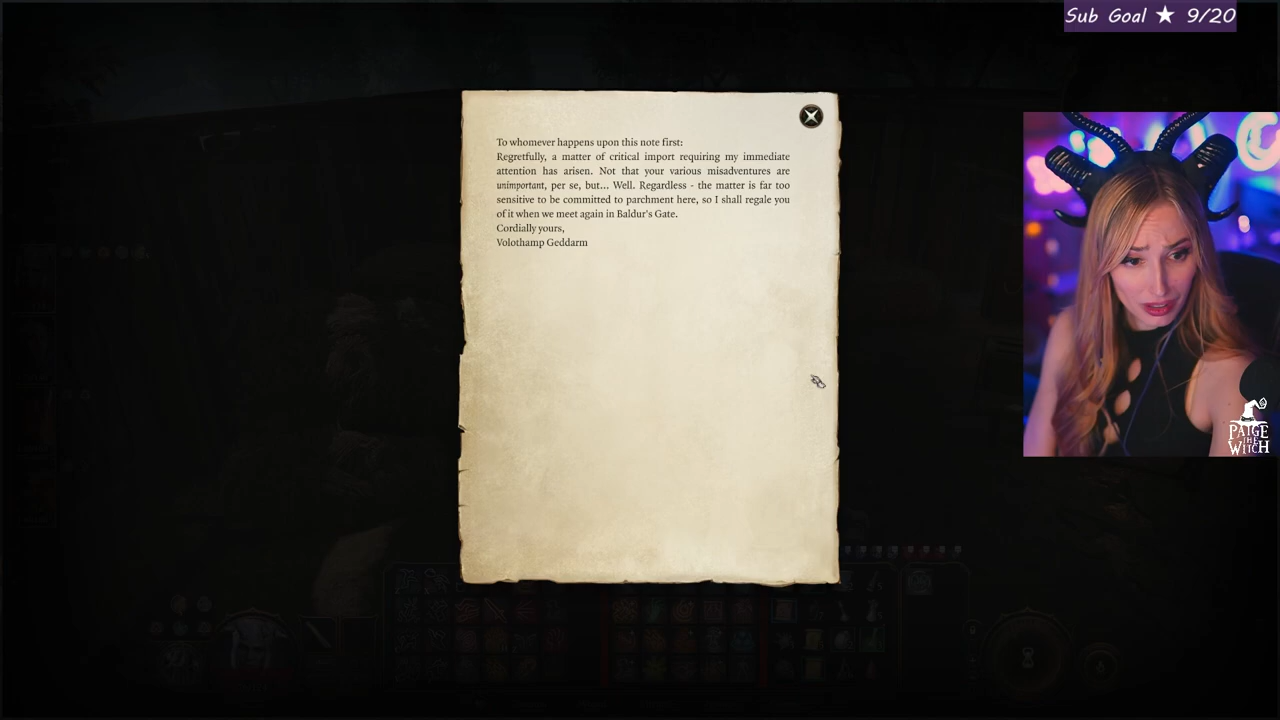 Sub Goal ★ 9/20
To whomever happens upon this note first:
Regretfully, a matter of critical import requiring my immediate
attention has arisen. Not that your various misadventures are
unimportant, per se, but... Well. Regardless - the matter is far too
sensitive to be committed to parchment here, so I shall regale you
of it when we meet again in Baldur's Gate.
Cordially yours,
Volothamp Geddarm
PAIGE
THE
WITCH